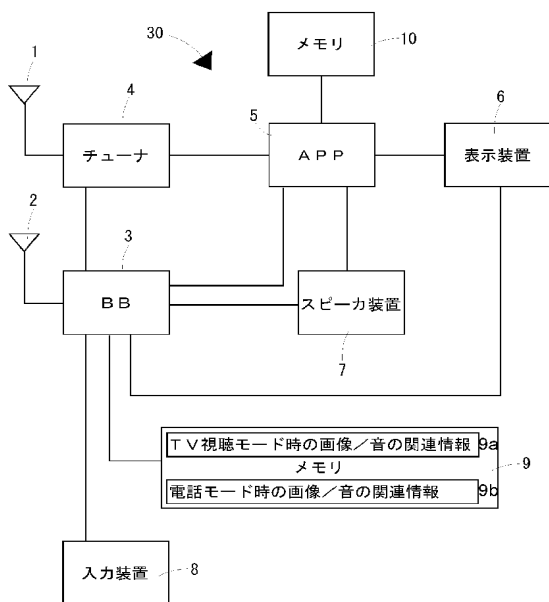 30
メモリ
10
1
4
チューナ
5
APP
6
表示装置
2
3
BB
スピーカ装置
7
TV視聴モード時の画像／音の関連情報 9a
メモリ
9
電話モード時の画像／音の関連情報 9b
入力装置
8